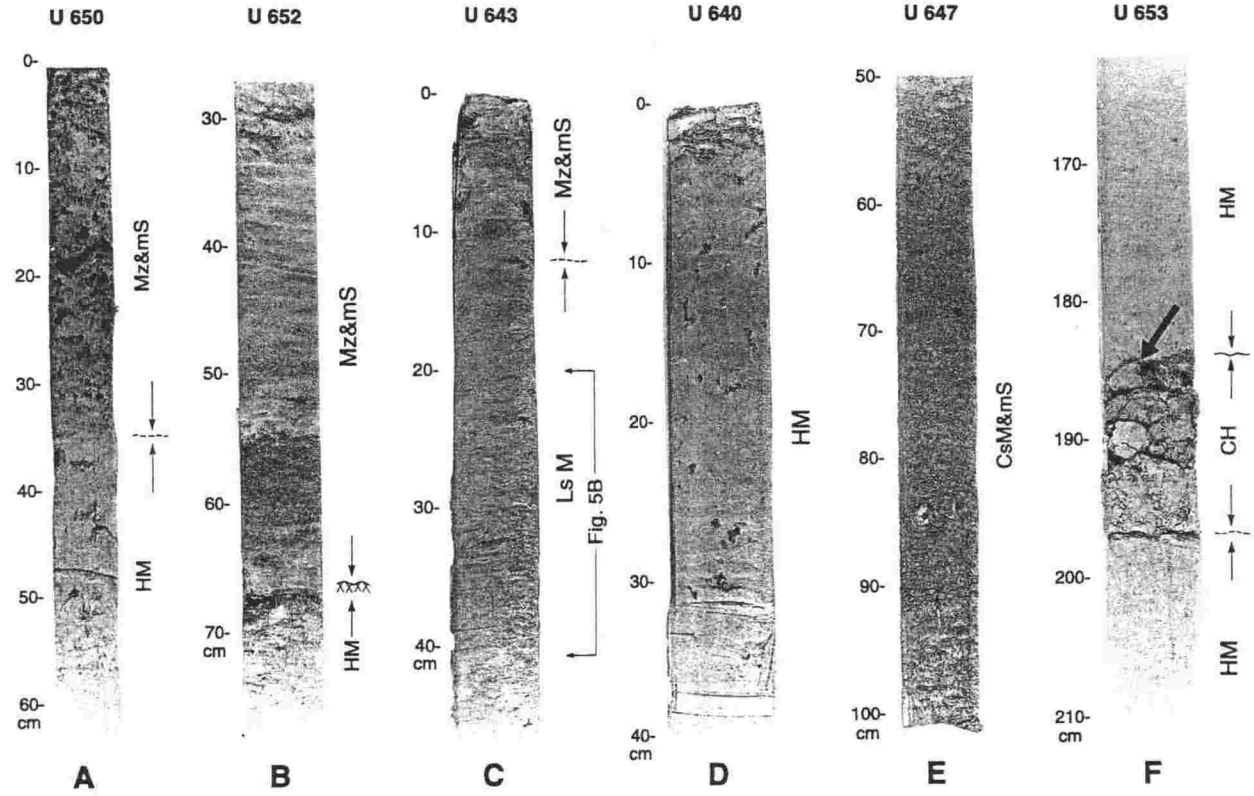 U 650
U 652
U 643
U 640
U 647
U 653
0-
10-
20-
30-
40-
50-
60-
cm
Mz&mS
HM
A
30-
40-
50-
60-
70-
cm
Mz&mS
HM
B
0-
10-
20-
30-
40-
cm
Mz&mS
Ls M
Fig. 5B
C
0-
10-
20-
30-
40-
cm
HM
D
50-
60-
70-
80-
90-
100-
cm
CsM&mS
E
170-
180-
190-
200-
210-
cm
HM
CH
HM
F